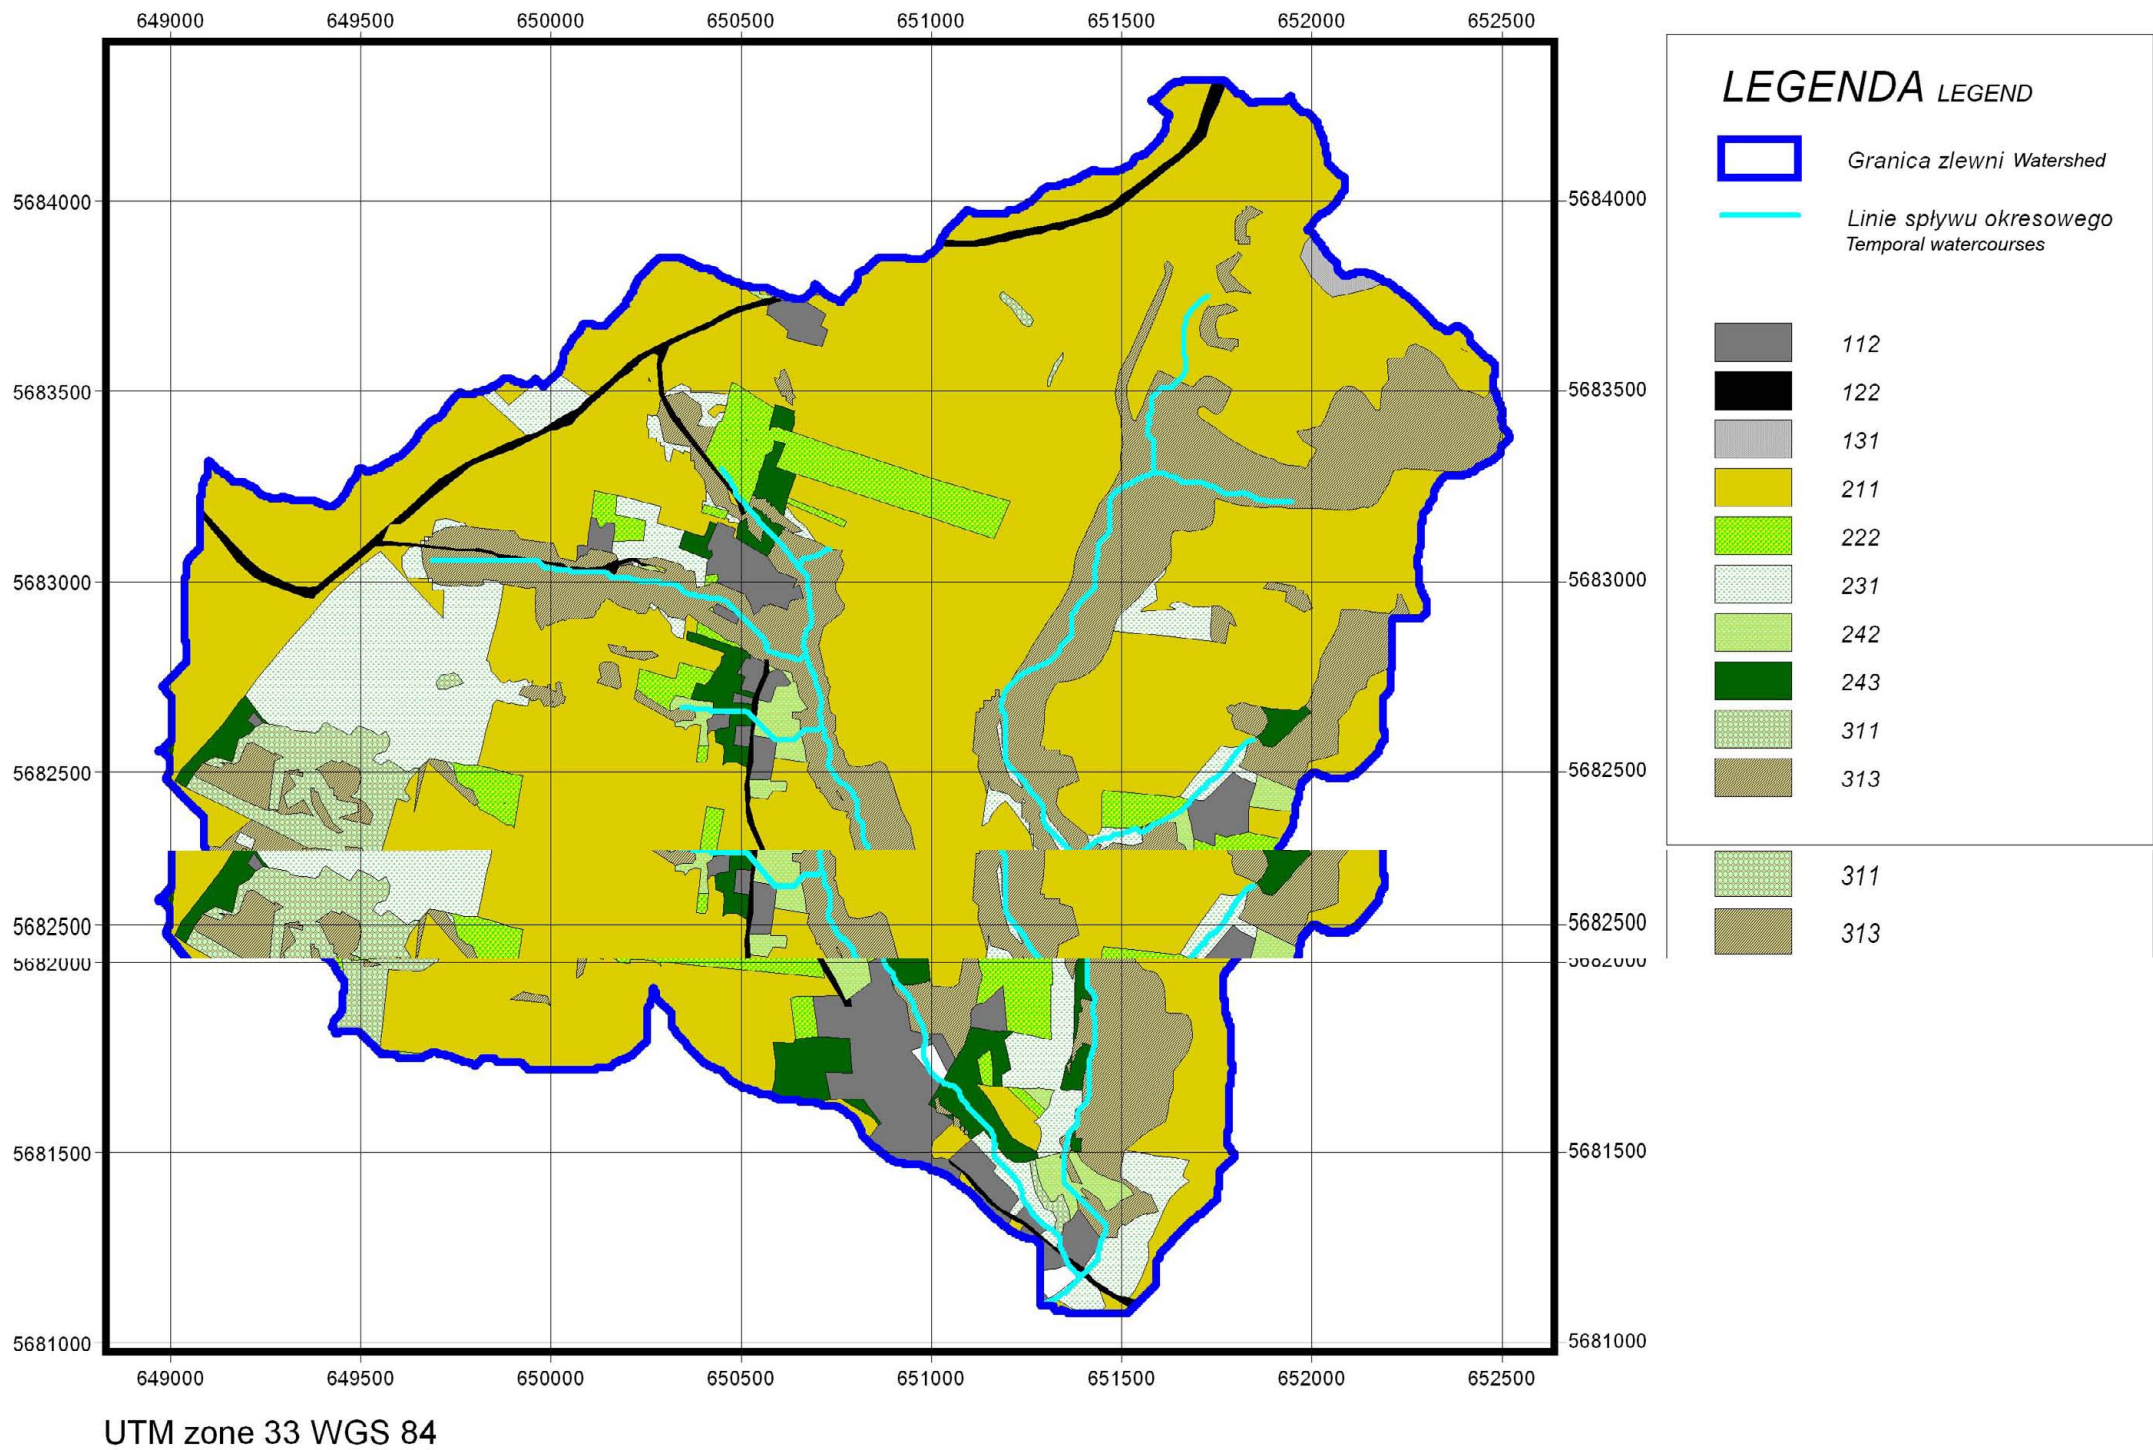 649000 649500 650000 650500 651000 651500 652000 652500
LEGENDA LEGEND
Granica zlewni Watershed
5684000 5684000
Linie spływu okresowego
Temporal watercourses
112
5683500 5683500
122
131
211
222
5683000 5683000
231
242
243
311
5682500 5682500
313
311
5682500 5682500
313
5682000 5682000
5681500 5681500
5681000 5681000
649000 649500 650000 650500 651000 651500 652000 652500
UTM zone 33 WGS 84